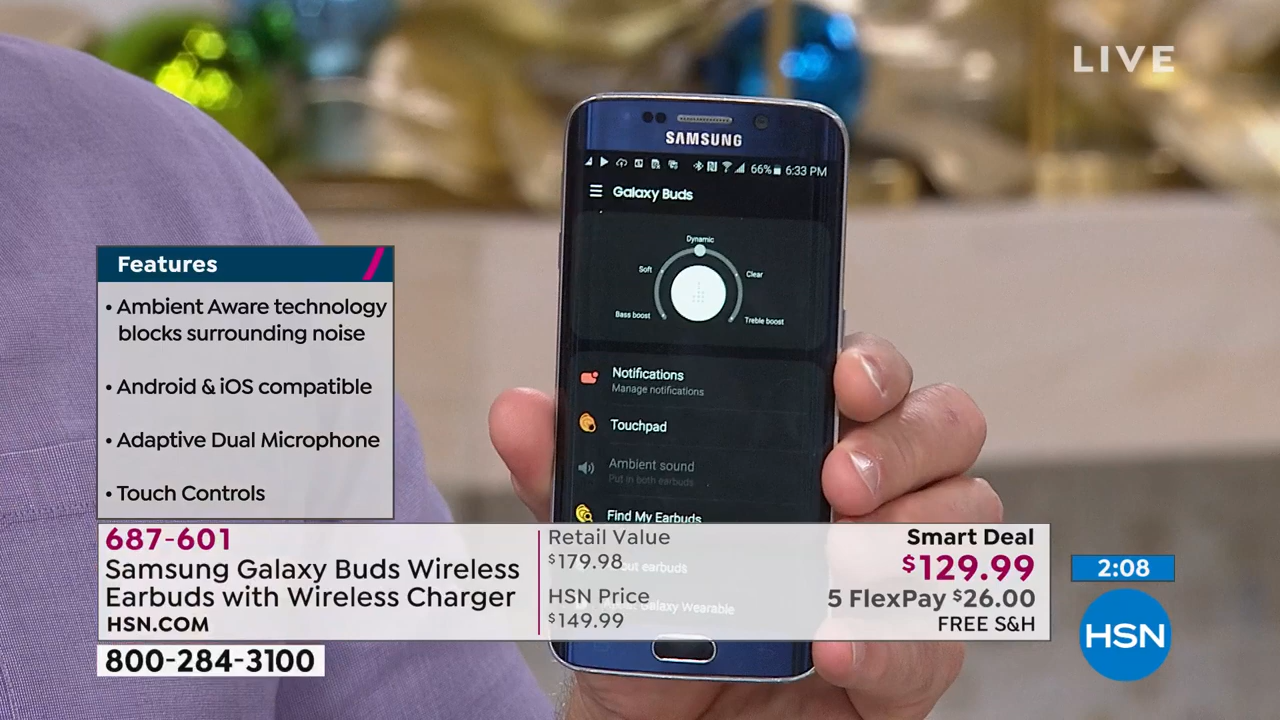 LIVE
SAMSUNG
66% 6:33 PM
Galaxy Buds
Dynamic
Soft
Clear
Bass boost
Treble boost
Notifications
Manage notifications
Touchpad
Ambient sound
Put in both earbuds
Find My Earbuds
Features
• Ambient Aware technology
blocks surrounding noise
• Android & iOS compatible
• Adaptive Dual Microphone
• Touch Controls
687-601
Samsung Galaxy Buds Wireless
Earbuds with Wireless Charger
HSN.COM
Retail Value
$179.98
HSN Price
$149.99
Smart Deal
$129.99
5 FlexPay $26.00
FREE S&H
out earbuds
Galaxy Wearable
2:08
HSN
800-284-3100